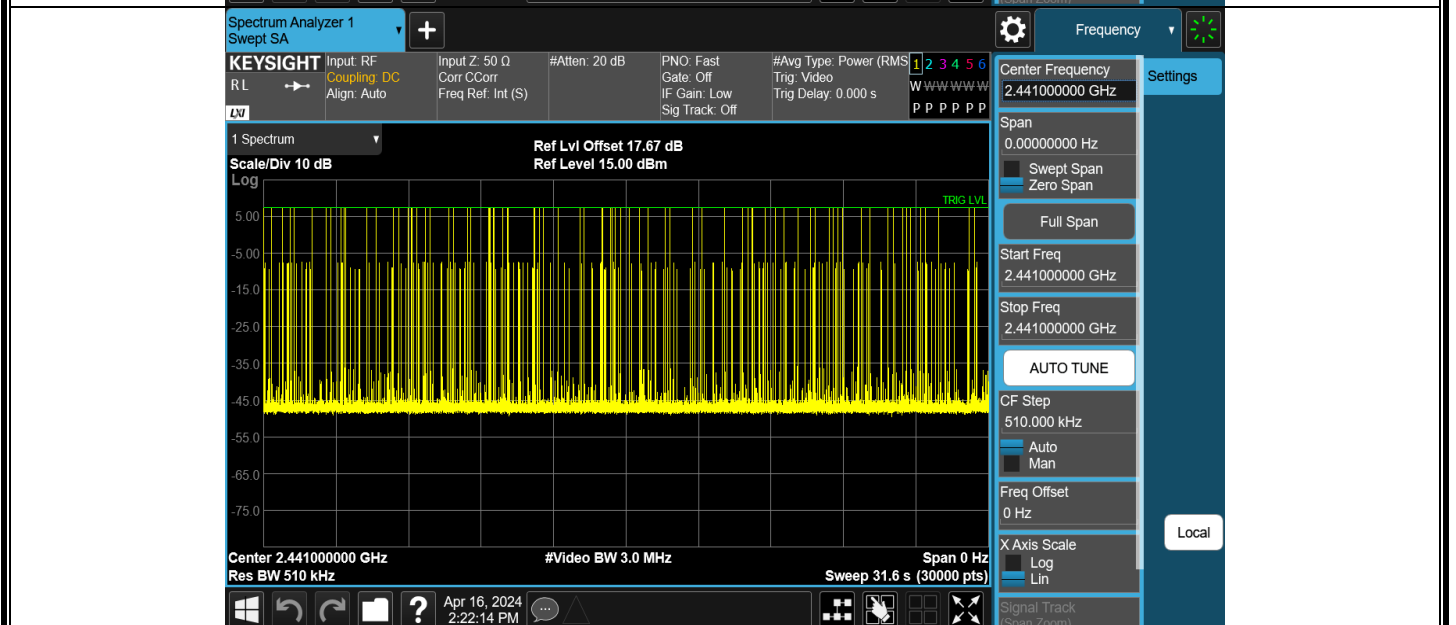 Spectrum Analyzer 1
Swept SA
+
Frequency
KEYSIGHT
RL
LXI
Input: RF
Coupling: DC
Align: Auto
Input Z: 50 Ω
Corr CCorr
Freq Ref: Int (S)
#Atten: 20 dB
PNO: Fast
Gate: Off
IF Gain: Low
Sig Track: Off
#Avg Type: Power (RMS
Trig: Video
Trig Delay: 0.000 s
1 2 3 4 5 6
W W W W W W
P P P P P P
1 Spectrum
Scale/Div 10 dB
Log
Ref Lvl Offset 17.67 dB
Ref Level 15.00 dBm
TRIG LVL
5.00
-5.00
-15.0
-25.0
-35.0
-45.0
-55.0
-65.0
-75.0
Center 2.441000000 GHz
#Video BW 3.0 MHz
Span 0 Hz
Res BW 510 kHz
Sweep 31.6 s (30000 pts)
?
Apr 16, 2024
2:22:14 PM
Center Frequency
2.441000000 GHz
Span
0.00000000 Hz
Swept Span
Zero Span
Full Span
Start Freq
2.441000000 GHz
Stop Freq
2.441000000 GHz
AUTO TUNE
CF Step
510.000 kHz
Auto
Man
Freq Offset
0 Hz
X Axis Scale
Log
Lin
Signal Track
(Span Zoom)
Settings
Local